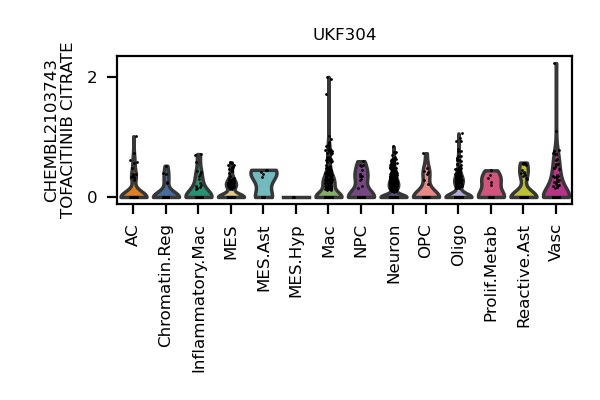 UKF304
CHEMBL2103743
TOFACITINIB CITRATE
2
0
AC
Chromatin.Reg
Inflammatory.Mac
MES
MES.Ast
MES.Hyp
Mac
NPC
Neuron
OPC
Oligo
Prolif.Metab
Reactive.Ast
Vasc